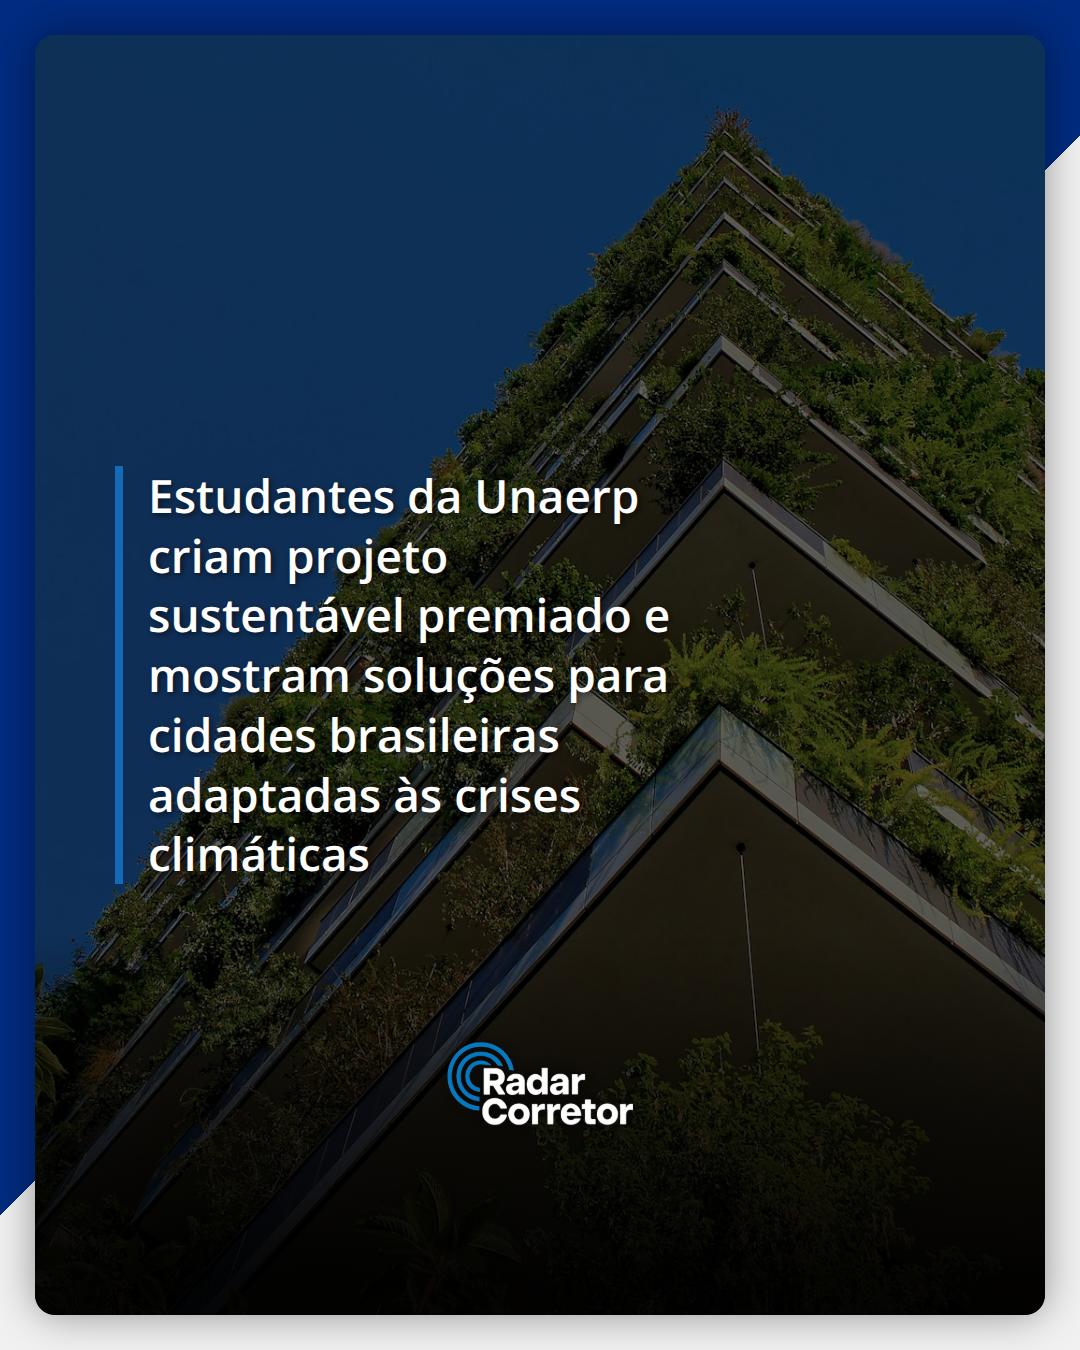 Estudantes da Unaerp
criam projeto
sustentável premiado e
mostram soluções para
cidades brasileiras
adaptadas às crises
climáticas
Radar
Corretor